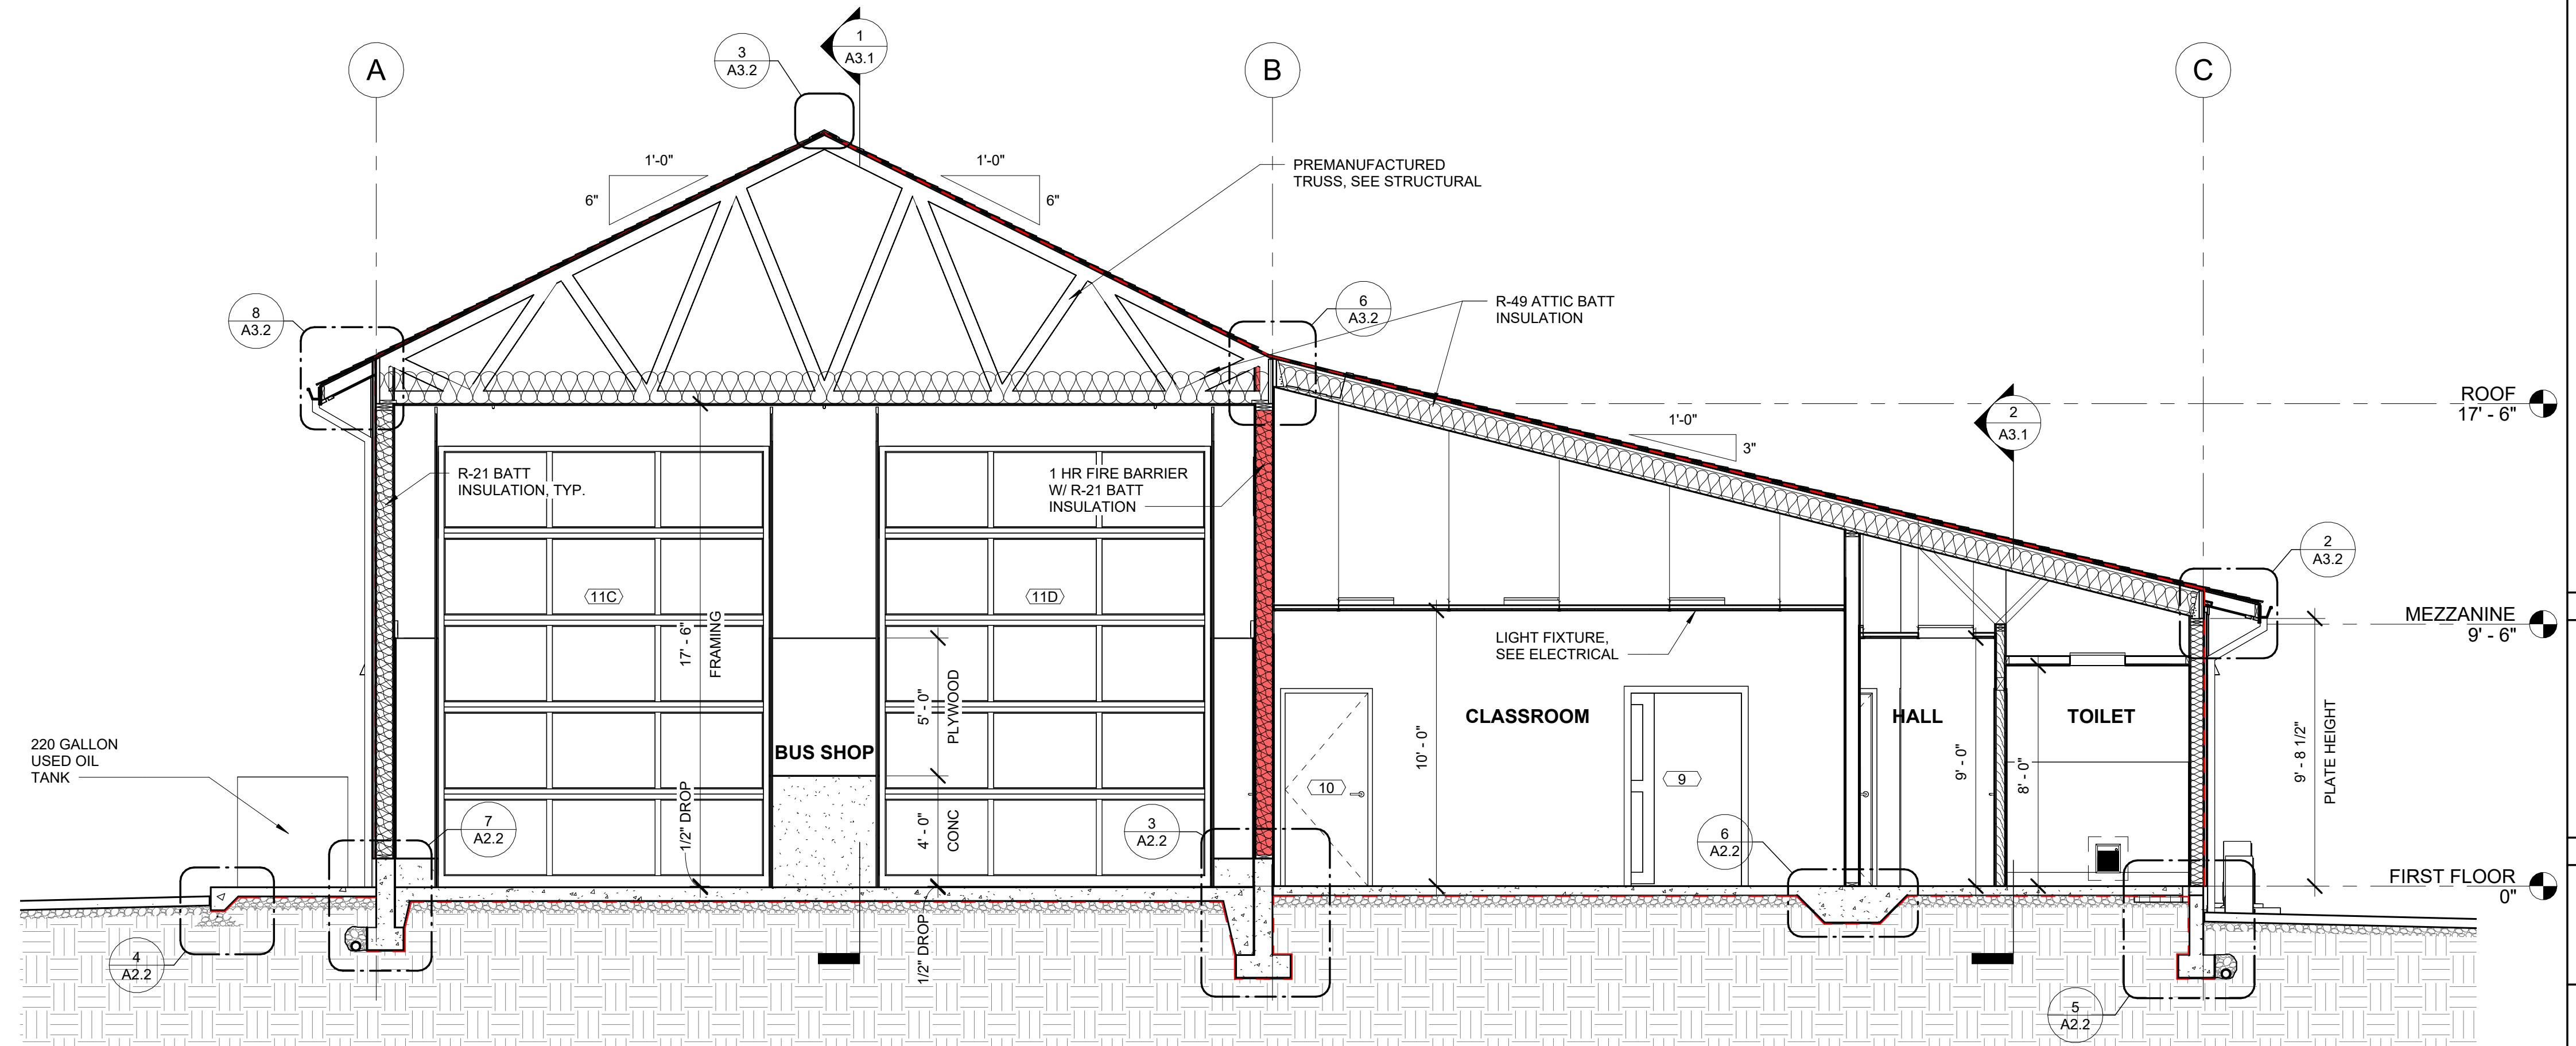 A
3
A3.2
1
A3.1
B
C
1'-0"
6"
1'-0"
6"
PREMANUFACTURED
TRUSS, SEE STRUCTURAL
8
A3.2
6
A3.2
R-49 ATTIC BATT
INSULATION
ROOF
17' - 6"
1'-0"
3"
2
A3.1
R-21 BATT
INSULATION, TYP.
1 HR FIRE BARRIER
W/ R-21 BATT
INSULATION
2
A3.2
11C
11D
17' - 6"
FRAMING
MEZZANINE
9' - 6"
LIGHT FIXTURE,
SEE ELECTRICAL
5' - 0"
PLYWOOD
BUS SHOP
CLASSROOM
HALL
TOILET
220 GALLON
USED OIL
TANK
10' - 0"
9' - 0"
8' - 0"
9' - 8 1/2"
PLATE HEIGHT
10
9
1/2" DROP
4' - 0"
CONC
7
A2.2
3
A2.2
6
A2.2
FIRST FLOOR
0"
4
A2.2
1/2" DROP
5
A2.2